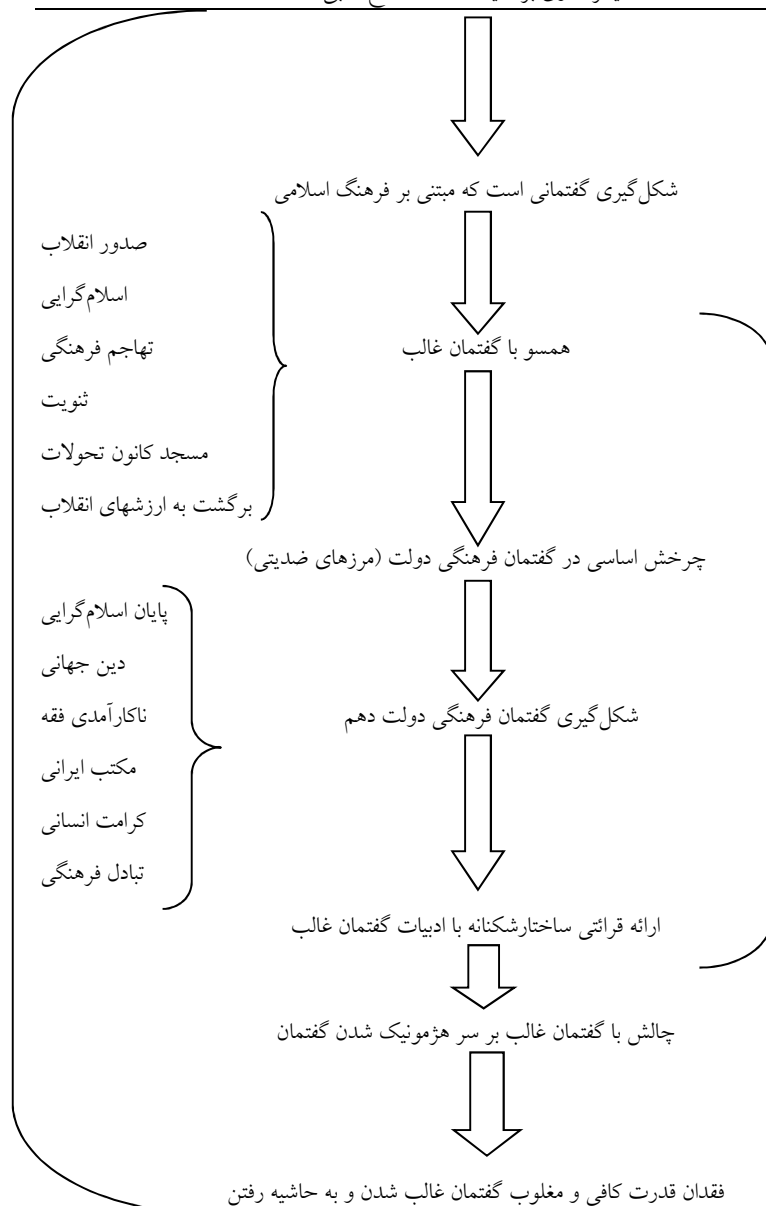 شکل‌گیری گفتمانی است که مبتنی بر فرهنگ اسلامی
صدور انقلاب
اسلام‌گرایی
تهاجم فرهنگی
ثنویت
مسجد کانون تحولات
برگشت به ارزشهای انقلاب
همسو با گفتمان غالب
چرخش اساسی در گفتمان فرهنگی دولت (مرزهای ضدیتی)
پایان اسلام‌گرایی
دین جهانی
ناکارآمدی فقه
مکتب ایرانی
کرامت انسانی
تبادل فرهنگی
شکل‌گیری گفتمان فرهنگی دولت دهم
ارائه قرائتی ساختارشکنانه با ادبیات گفتمان غالب
چالش با گفتمان غالب بر سر هژمونیک شدن گفتمان
فقدان قدرت کافی و مغلوب گفتمان غالب شدن و به حاشیه رفتن